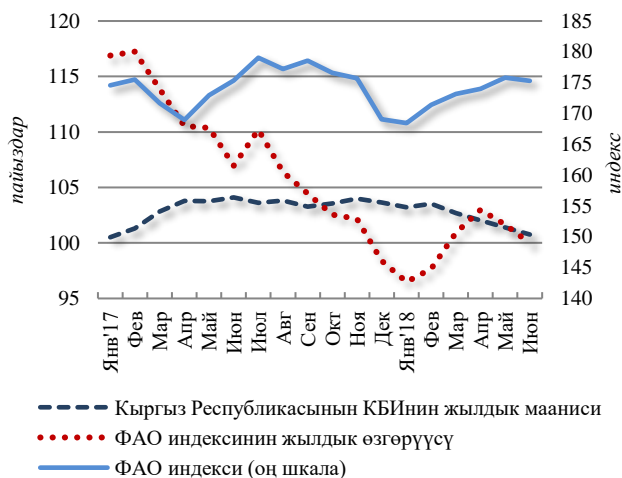 120
115
110
105
100
95
пайыздар
185
180
175
170
165
160
155
150
145
140
индекс
Янв'17
Фев
Мар
Апр
Май
Июн
Июл
Авг
Сен
Окт
Ноя
Дек
Янв'18
Фев
Мар
Апр
Май
Июн
Кыргыз Республикасынын КБИнин жылдык мааниси
ФАО индексинин жылдык өзгөрүүсү
ФАО индекси (оң шкала)